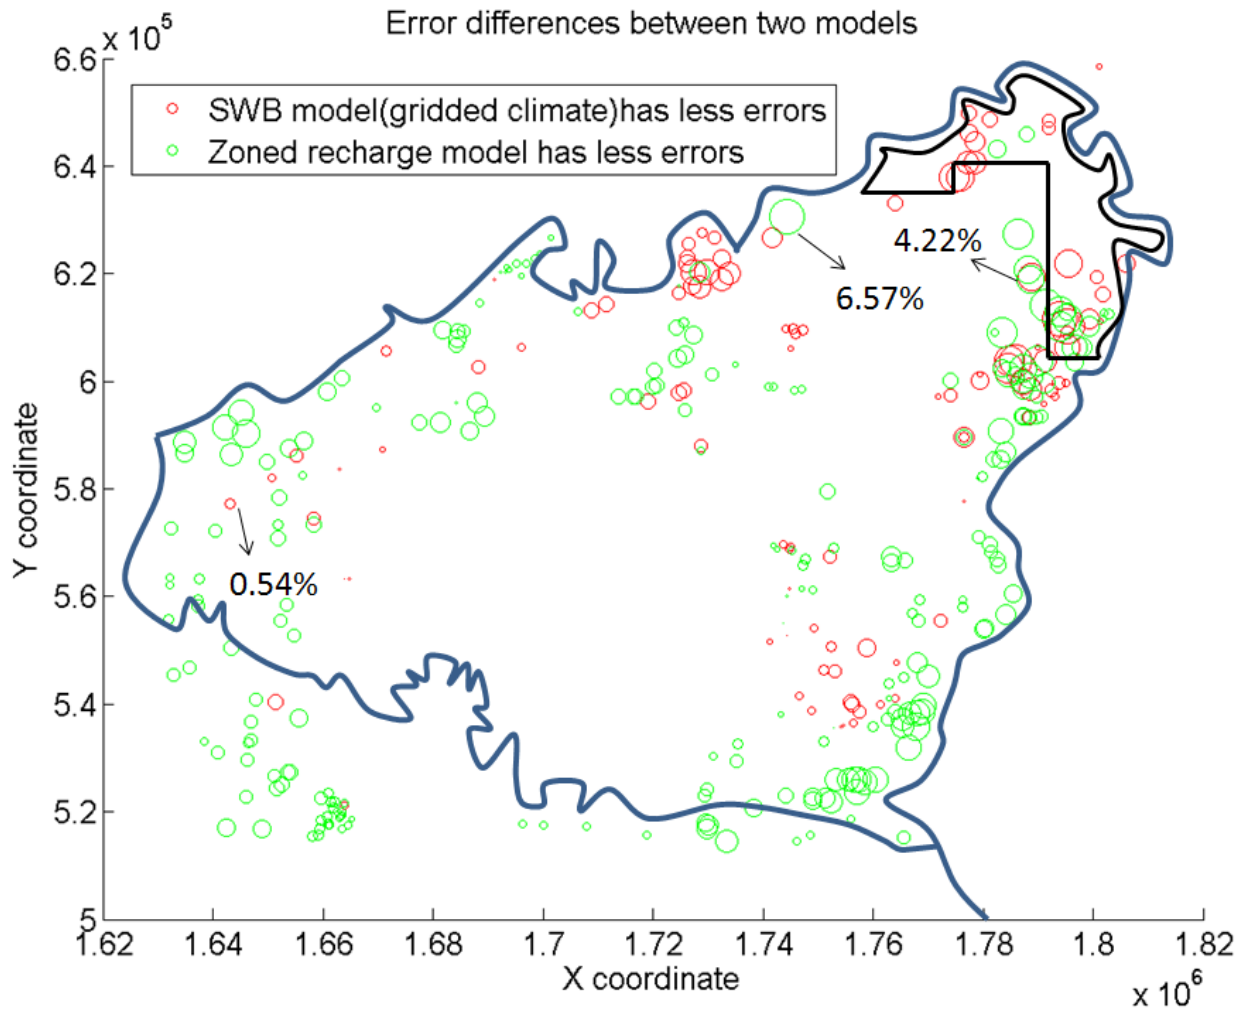 Error differences between two models
x 10^5
6.6
SWB model(gridded climate)has less errors
Zoned recharge model has less errors
6.4
4.22%
6.2
6.57%
6
5.8
0.54%
5.6
5.4
5.2
5
1.62 1.64 1.66 1.68 1.7 1.72 1.74 1.76 1.78 1.8 1.82
X coordinate
x 10^6
Y coordinate